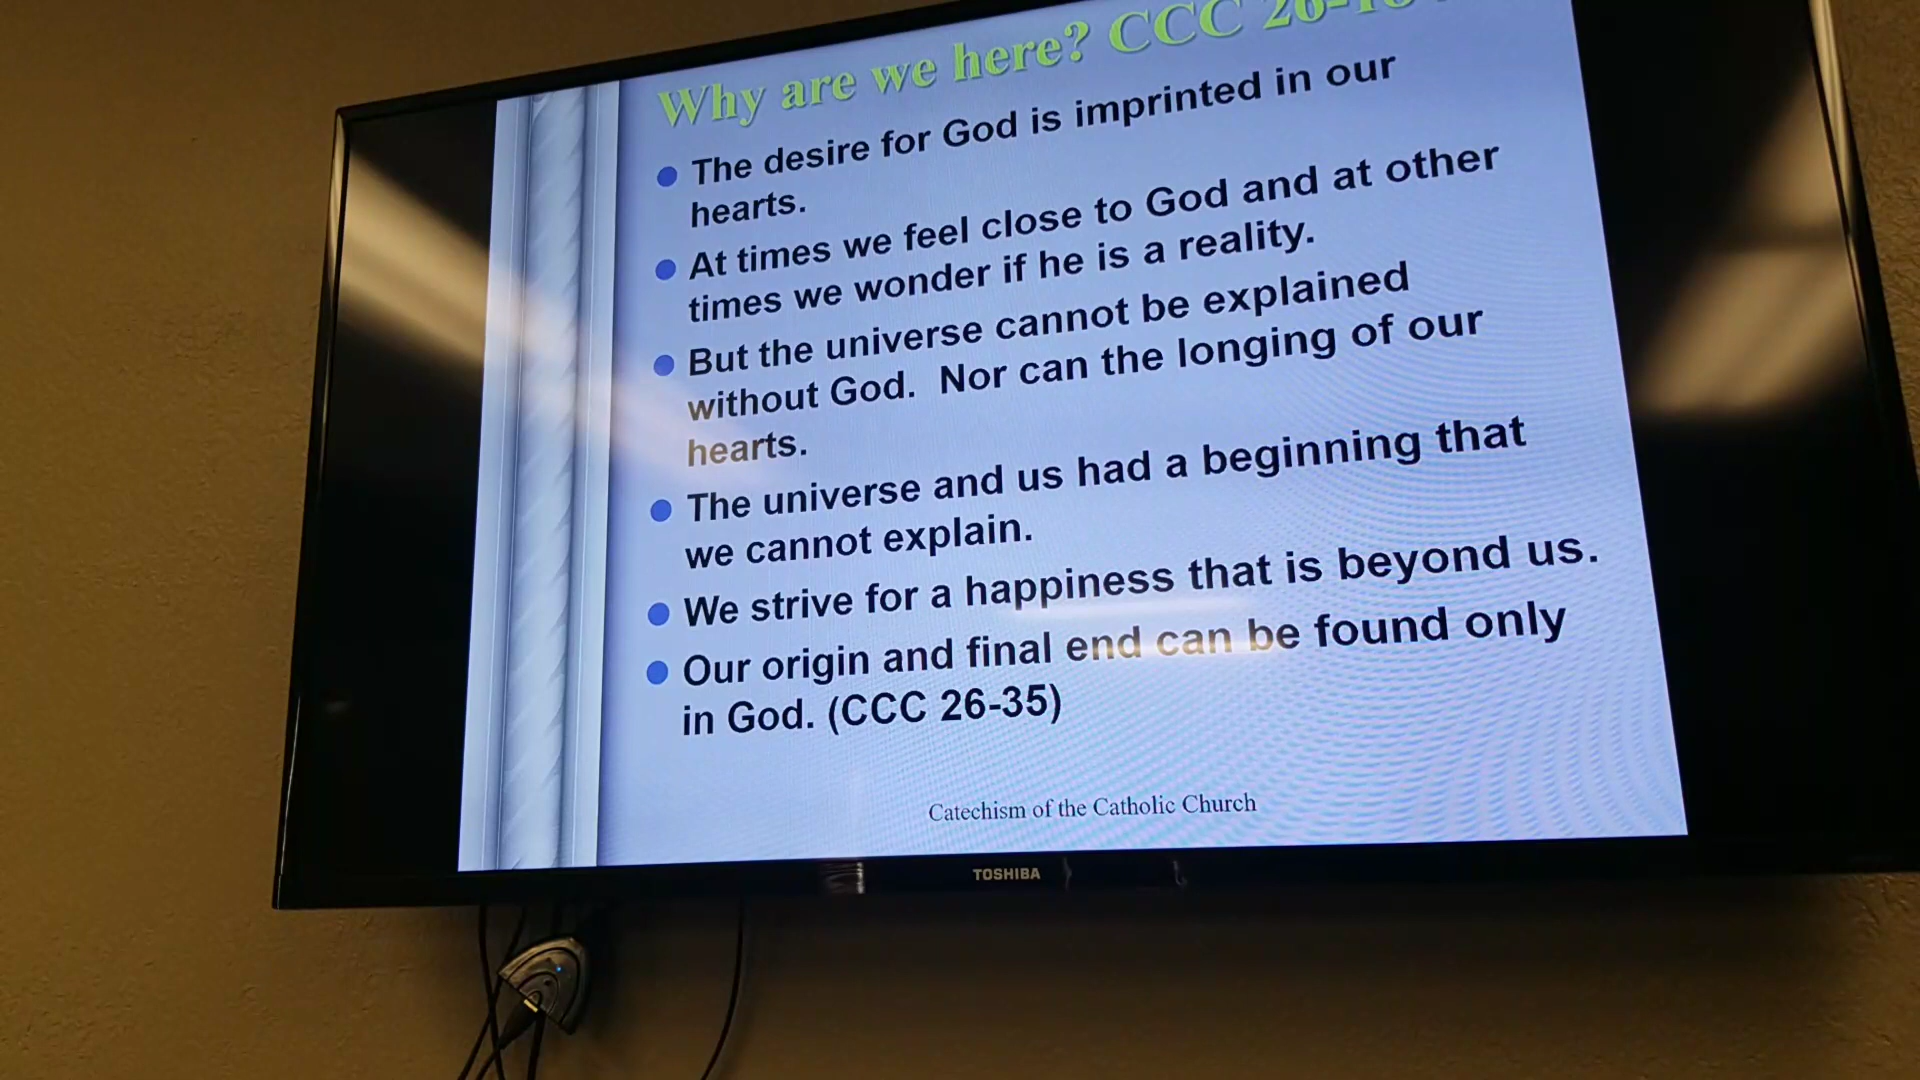 Why are we here? CCC
The desire for God is imprinted in our
hearts.
At times we feel close to God and at other
times we wonder if he is a reality.
But the universe cannot be explained
without God. Nor can the longing of our
hearts.
The universe and us had a beginning that
we cannot explain.
We strive for a happiness that is beyond us.
Our origin and final end can be found only
in God. (CCC 26-35)
Catechism of the Catholic Church
TOSHIBA